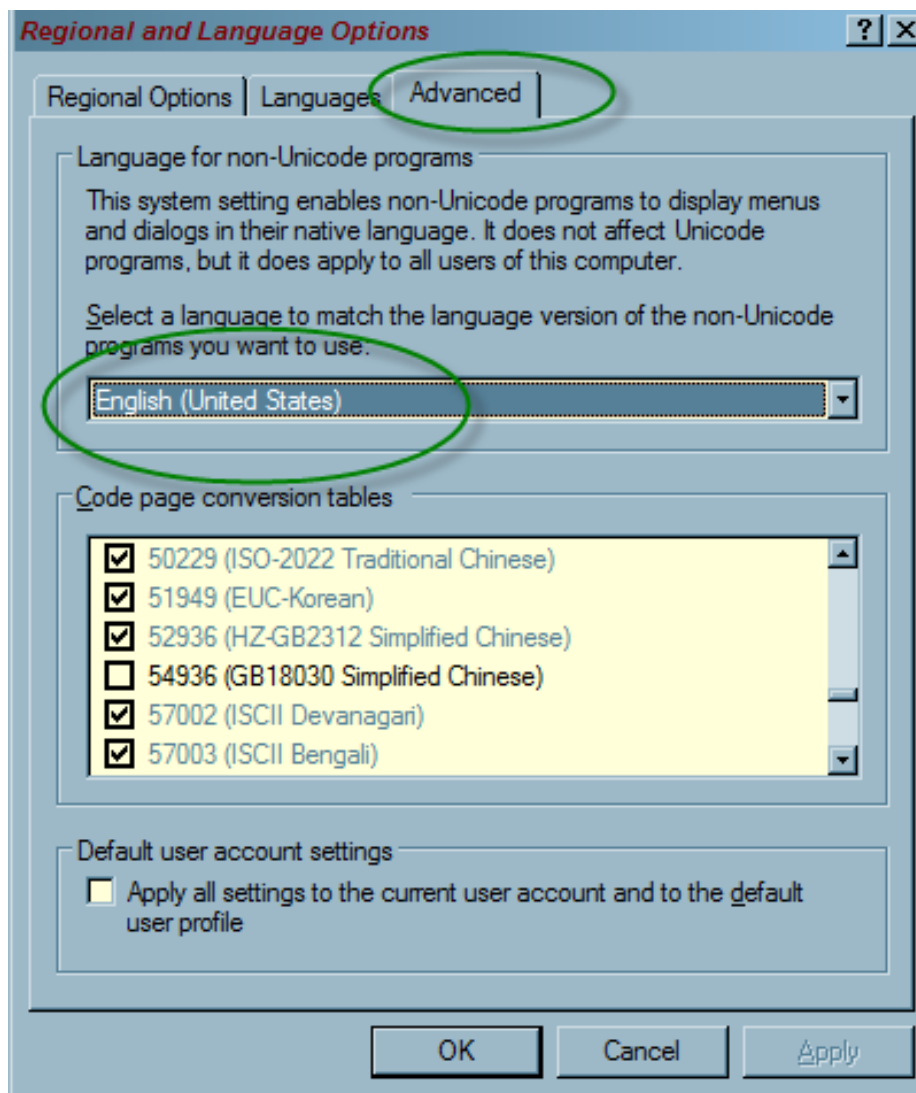 Regional and Language Options
Regional Options Languages Advanced
Language for non-Unicode programs
This system setting enables non-Unicode programs to display menus
and dialogs in their native language. It does not affect Unicode
programs, but it does apply to all users of this computer.
Select a language to match the language version of the non-Unicode
programs you want to use:
English (United States)
Code page conversion tables
50229 (ISO-2022 Traditional Chinese)
51949 (EUC-Korean)
52936 (HZ-GB2312 Simplified Chinese)
54936 (GB18030 Simplified Chinese)
57002 (ISCII Devanagari)
57003 (ISCII Bengali)
Default user account settings
Apply all settings to the current user account and to the default
user profile
OK Cancel Apply